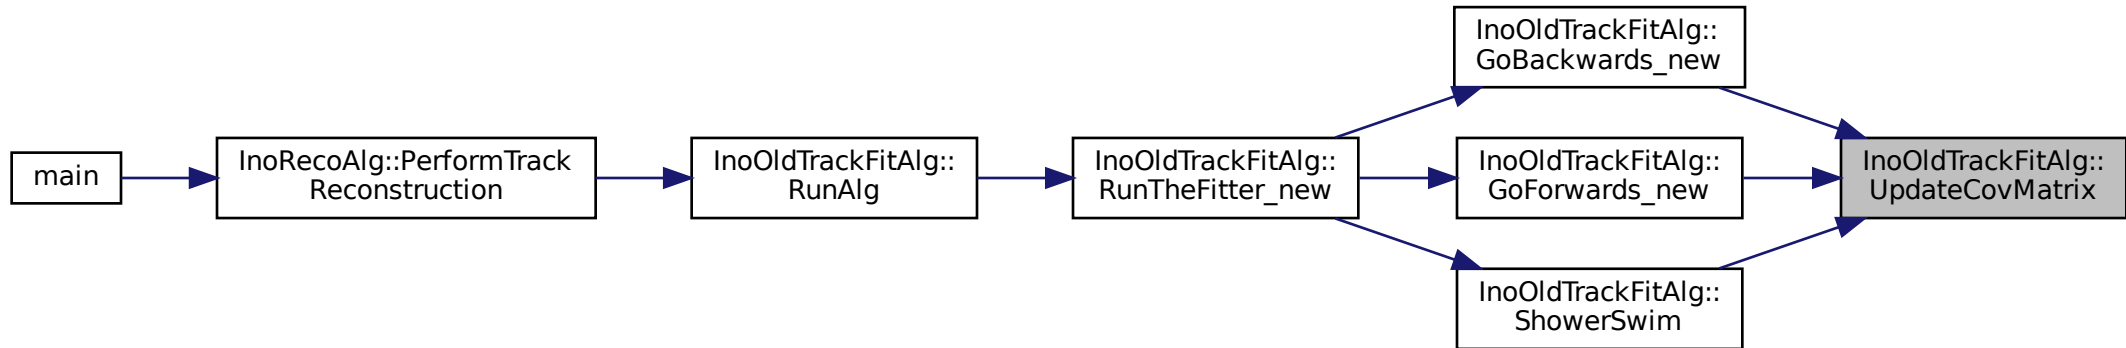 main
InoRecoAlg::PerformTrack
Reconstruction
InoOldTrackFitAlg::
RunAlg
InoOldTrackFitAlg::
RunTheFitter_new
InoOldTrackFitAlg::
GoBackwards_new
InoOldTrackFitAlg::
GoForwards_new
InoOldTrackFitAlg::
ShowerSwim
InoOldTrackFitAlg::
UpdateCovMatrix